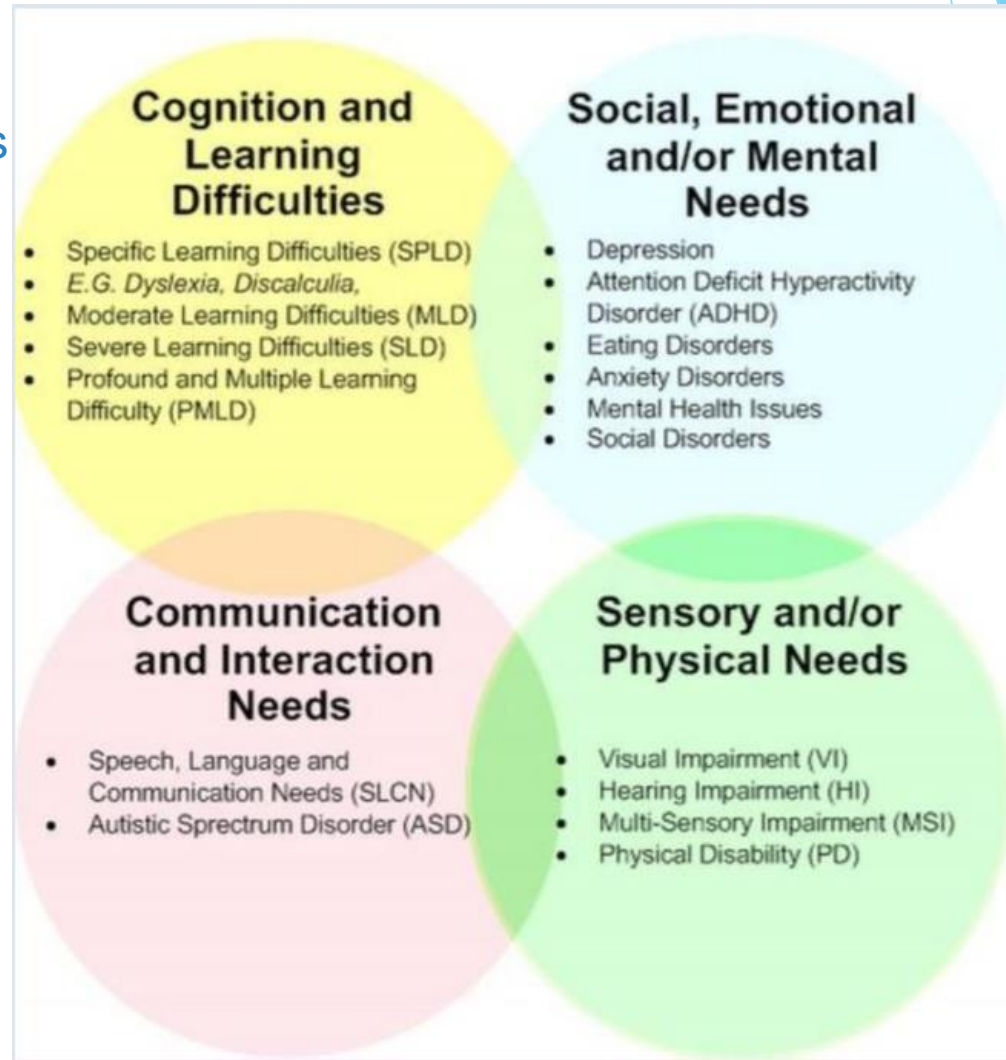 s
Cognition and
Learning
Difficulties
• Specific Learning Difficulties (SPLD)
• E.G. Dyslexia, Discalculia,
• Moderate Learning Difficulties (MLD)
• Severe Learning Difficulties (SLD)
• Profound and Multiple Learning
Difficulty (PMLD)
Social, Emotional
and/or Mental
Needs
• Depression
• Attention Deficit Hyperactivity
Disorder (ADHD)
• Eating Disorders
• Anxiety Disorders
• Mental Health Issues
• Social Disorders
Communication
and Interaction
Needs
• Speech, Language and
Communication Needs (SLCN)
• Autistic Sprectrum Disorder (ASD)
Sensory and/or
Physical Needs
• Visual Impairment (VI)
• Hearing Impairment (HI)
• Multi-Sensory Impairment (MSI)
• Physical Disability (PD)